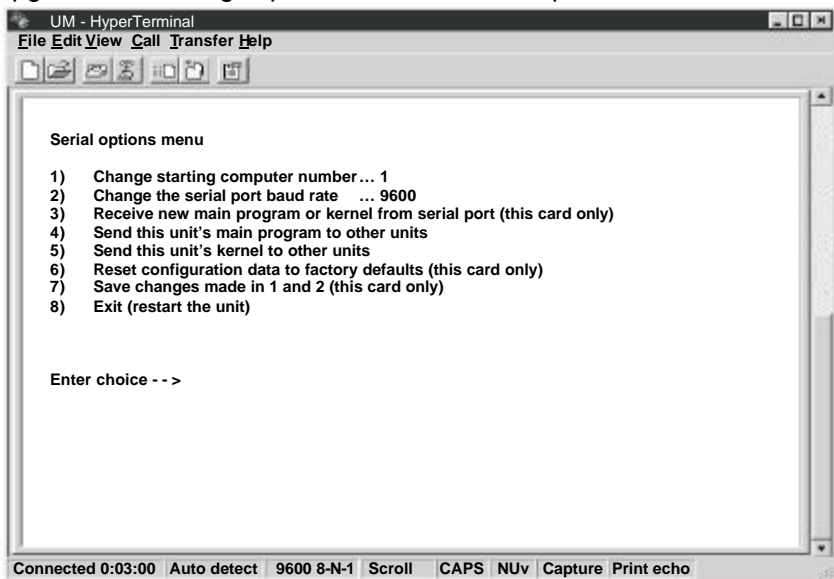 UM - HyperTerminal
File Edit View Call Transfer Help
Serial options menu
1) Change starting computer number... 1
2) Change the serial port baud rate ... 9600
3) Receive new main program or kernel from serial port (this card only)
4) Send this unit's main program to other units
5) Send this unit's kernel to other units
6) Reset configuration data to factory defaults (this card only)
7) Save changes made in 1 and 2 (this card only)
8) Exit (restart the unit)
Enter choice - - >
Connected 0:03:00 Auto detect 9600 8-N-1 Scroll CAPS NUv Capture Print echo